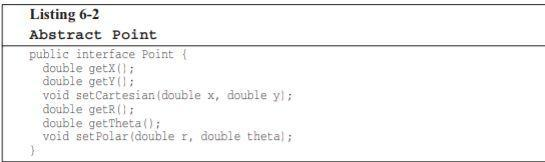 Listing 6-2
Abstract Point
public interface Point {
  double getX();
  double getY();
  void setCartesian(double x, double y);
  double getR();
  double getTheta();
  void setPolar(double r, double theta);
}